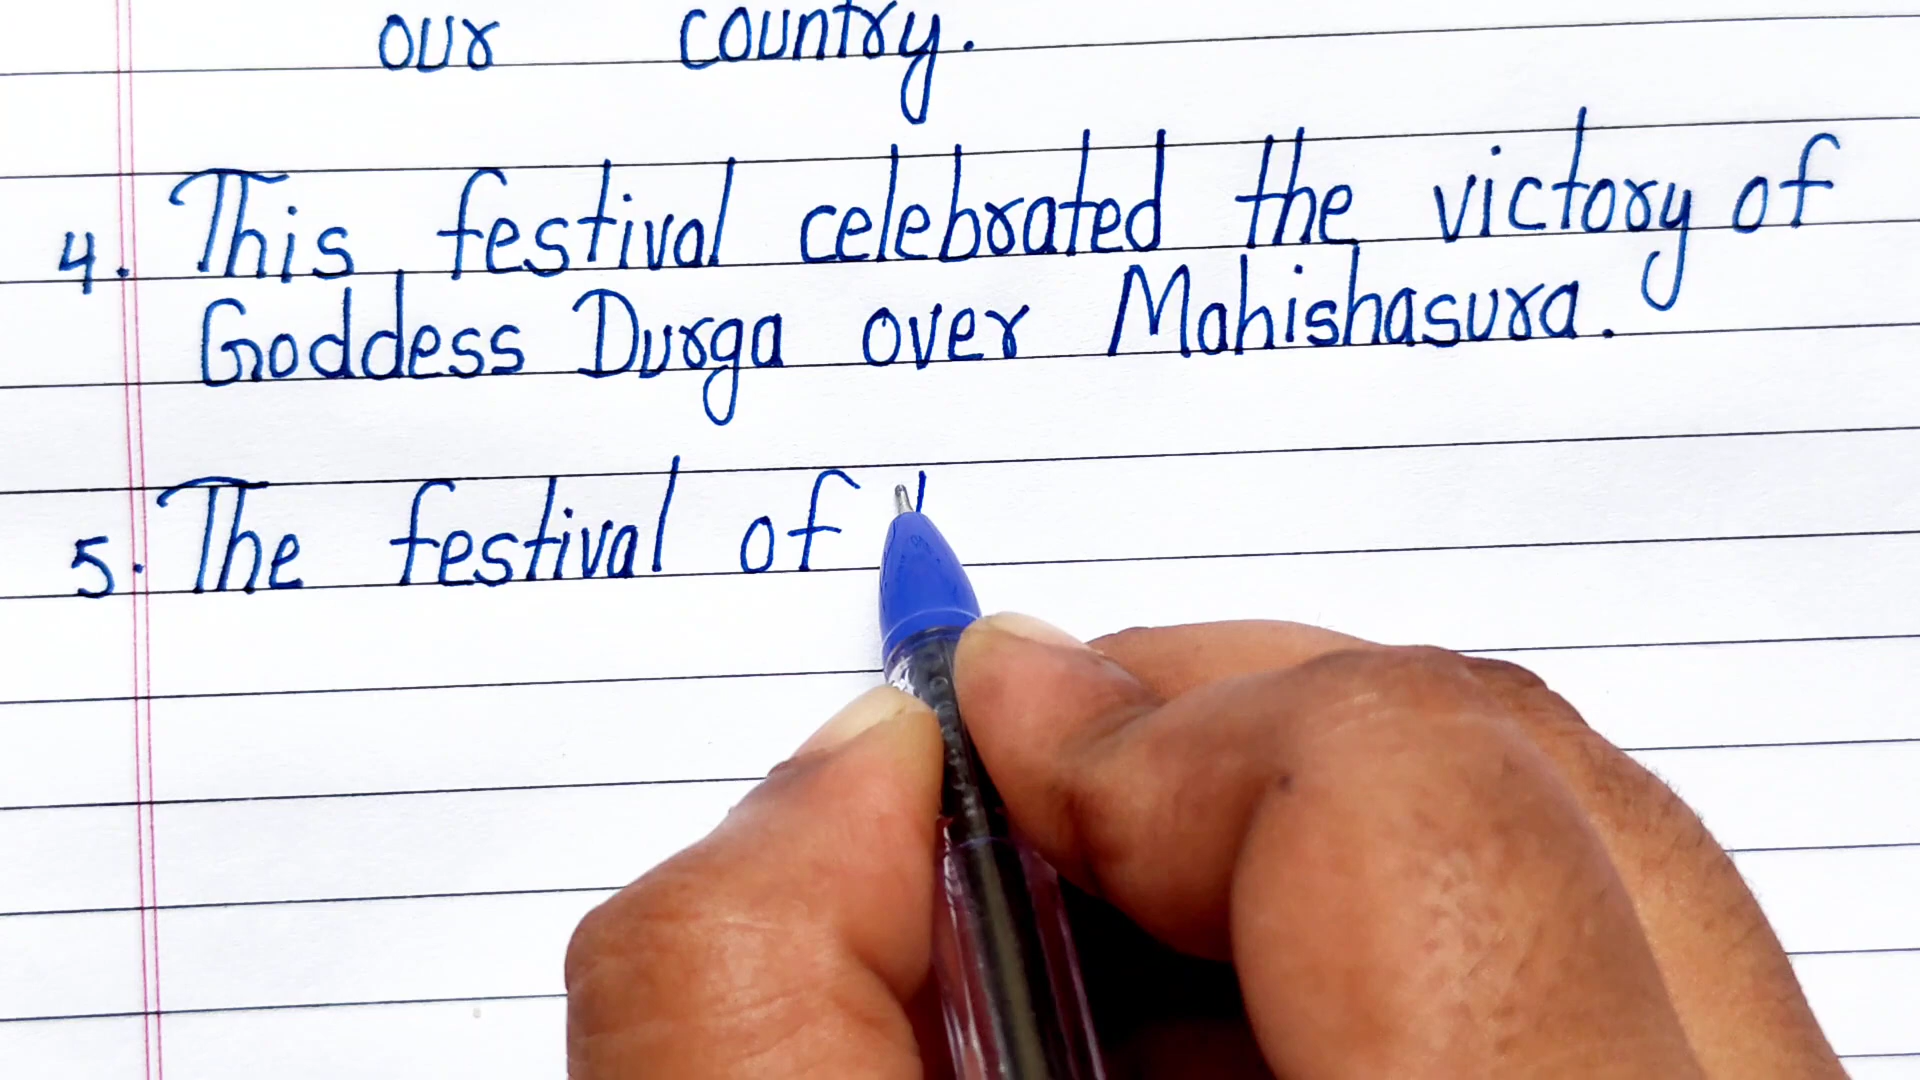 our country.
4. This festival celebrated the victory of
Goddess Durga over Mahishasura.
5. The festival of